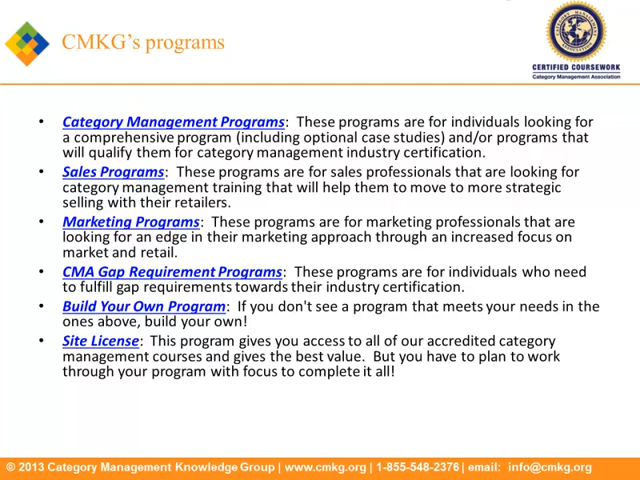 CMKG's programs
CERTIFIED COURSEWORK
Category Management Association
• Category Management Programs:  These programs are for individuals looking for
a comprehensive program (including optional case studies) and/or programs that
will qualify them for category management industry certification.
• Sales Programs:  These programs are for sales professionals that are looking for
category management training that will help them to move to more strategic
selling with their retailers.
• Marketing Programs:  These programs are for marketing professionals that are
looking for an edge in their marketing approach through an increased focus on
market and retail.
• CMA Gap Requirement Programs:  These programs are for individuals who need
to fulfill gap requirements towards their industry certification.
• Build Your Own Program:  If you don't see a program that meets your needs in the
ones above, build your own!
• Site License:  This program gives you access to all of our accredited category
management courses and gives the best value.  But you have to plan to work
through your program with focus to complete it all!
© 2013 Category Management Knowledge Group | www.cmkg.org | 1-855-548-2376 | email:  info@cmkg.org